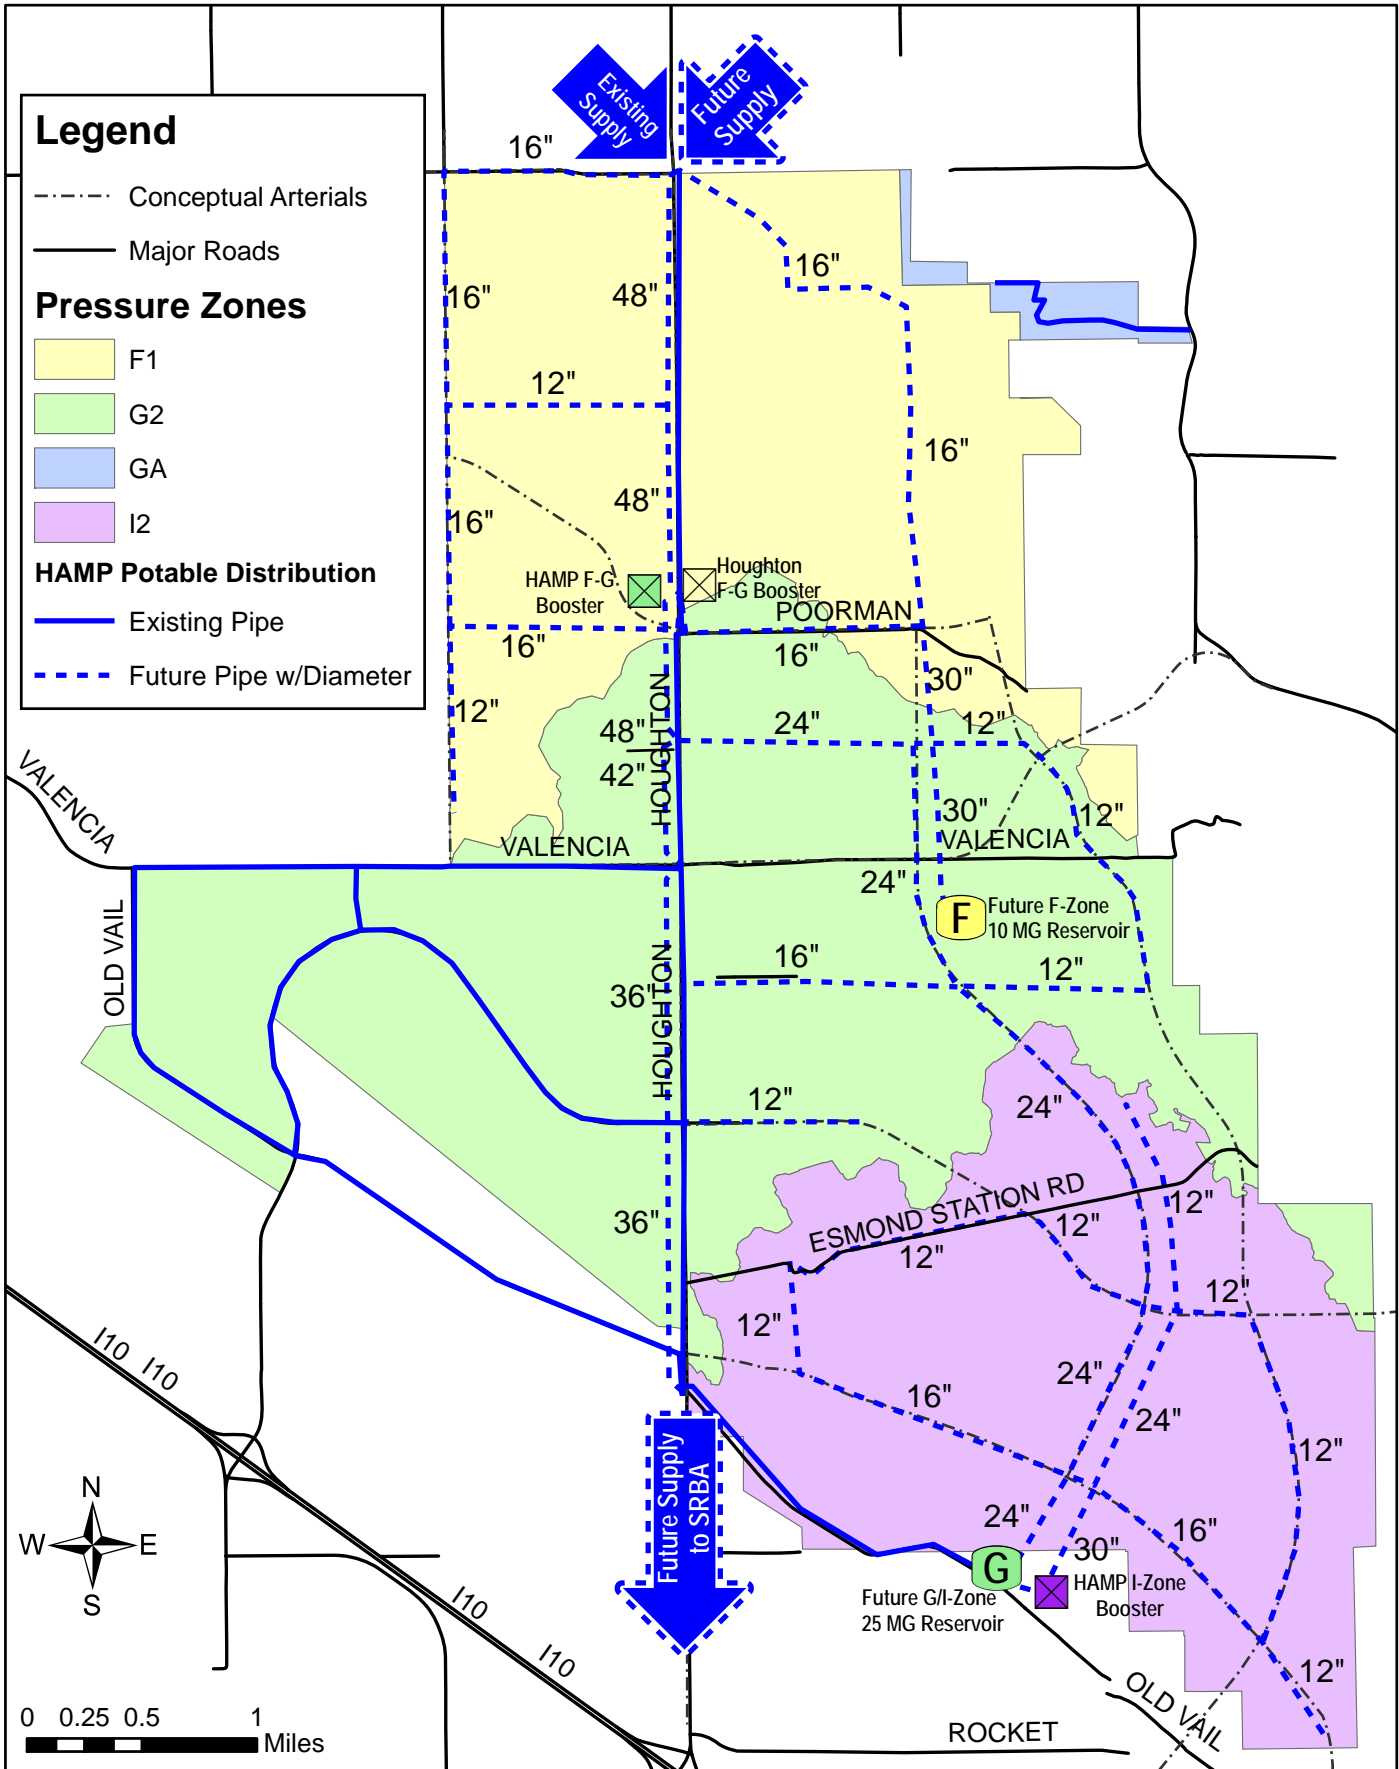 Existing
Supply
Future
Supply
Legend
Conceptual Arterials
Major Roads
Pressure Zones
F1
G2
GA
I2
HAMP Potable Distribution
Existing Pipe
Future Pipe w/Diameter
16"
16"
48"
16"
12"
16"
48"
16"
HAMP F-G
Booster
Houghton
F-G Booster
POORMAN
16"
16"
30"
12"
48"
24"
12"
42"
HOUGHTON
30"
12"
VALENCIA
VALENCIA
VALENCIA
24"
F
Future F-Zone
10 MG Reservoir
OLD VAIL
16"
12"
36"
HOUGHTON
12"
24"
ESMOND STATION RD
12"
12"
12"
36"
12"
12"
24"
16"
24"
12"
I10
I10
Future Supply
to SRBA
24"
16"
30"
G
HAMP I-Zone
Booster
Future G/I-Zone
25 MG Reservoir
N
W
E
S
I10
I10
12"
OLD VAIL
ROCKET
0 0.25 0.5 1
Miles